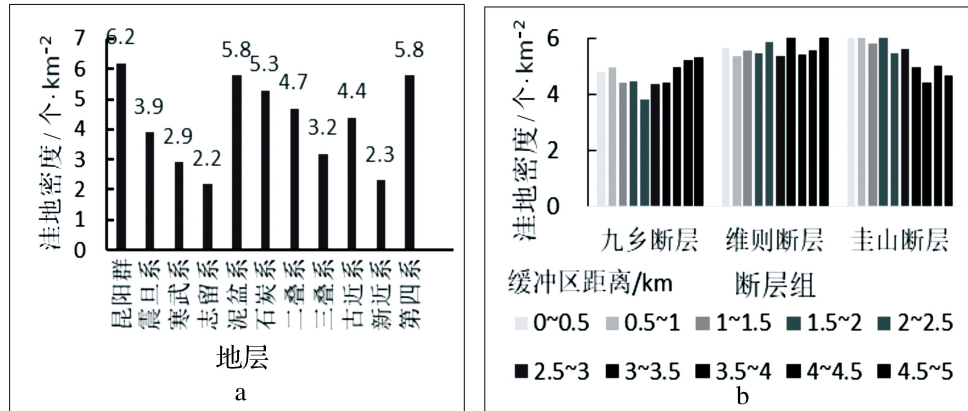 洼地密度/个·km⁻²
7
6
5
4
3
2
1
0
6.2
3.9
2.9
2.2
5.8
5.3
4.7
3.2
4.4
2.3
5.8
昆阳群
震旦系
寒武系
志留系
泥盆系
石炭系
二叠系
三叠系
古近系
新近系
第四系
地层
a
洼地密度/个·km⁻²
6
4
2
0
九乡断层 维则断层 圭山断层
缓冲区距离/km 断层组
0~0.5 0.5~1 1~1.5 1.5~2 2~2.5
2.5~3 3~3.5 3.5~4 4~4.5 4.5~5
b